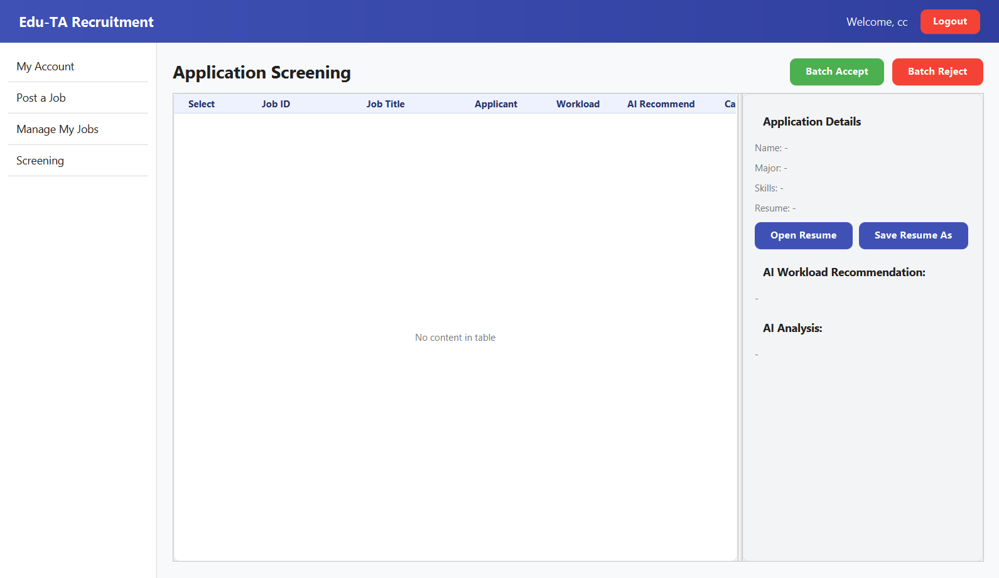 Edu-TA Recruitment
Welcome, cc
Logout
My Account
Post a Job
Manage My Jobs
Screening
Application Screening
Batch Accept
Batch Reject
Select Job ID Job Title Applicant Workload AI Recommend Ca
No content in table
Application Details
Name: -
Major: -
Skills: -
Resume: -
Open Resume
Save Resume As
AI Workload Recommendation:
-
AI Analysis:
-